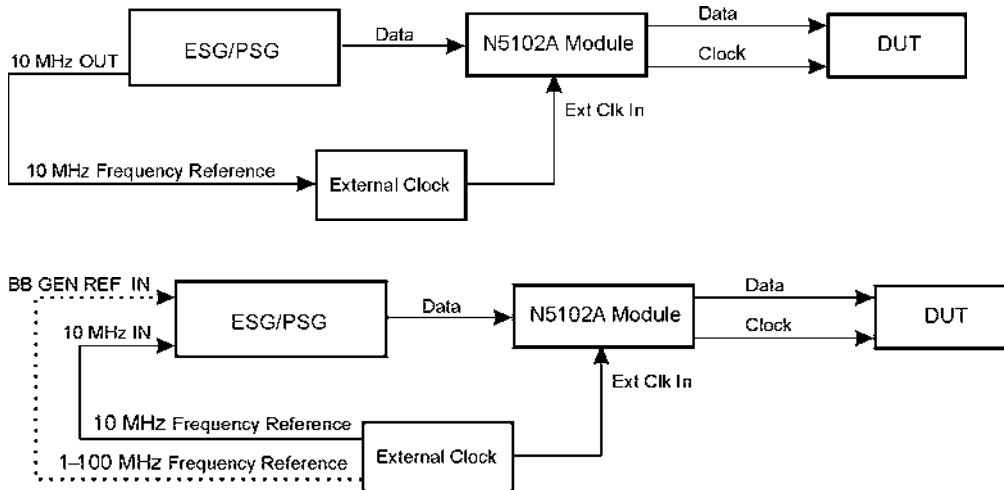 Data
Data
ESG/PSG
N5102A Module
DUT
10 MHz OUT
Clock
Ext Clk In
10 MHz Frequency Reference
External Clock
BB GEN REF IN
Data
Data
ESG/PSG
N5102A Module
DUT
10 MHz IN
Clock
Ext Clk In
10 MHz Frequency Reference
External Clock
1–100 MHz Frequency Reference